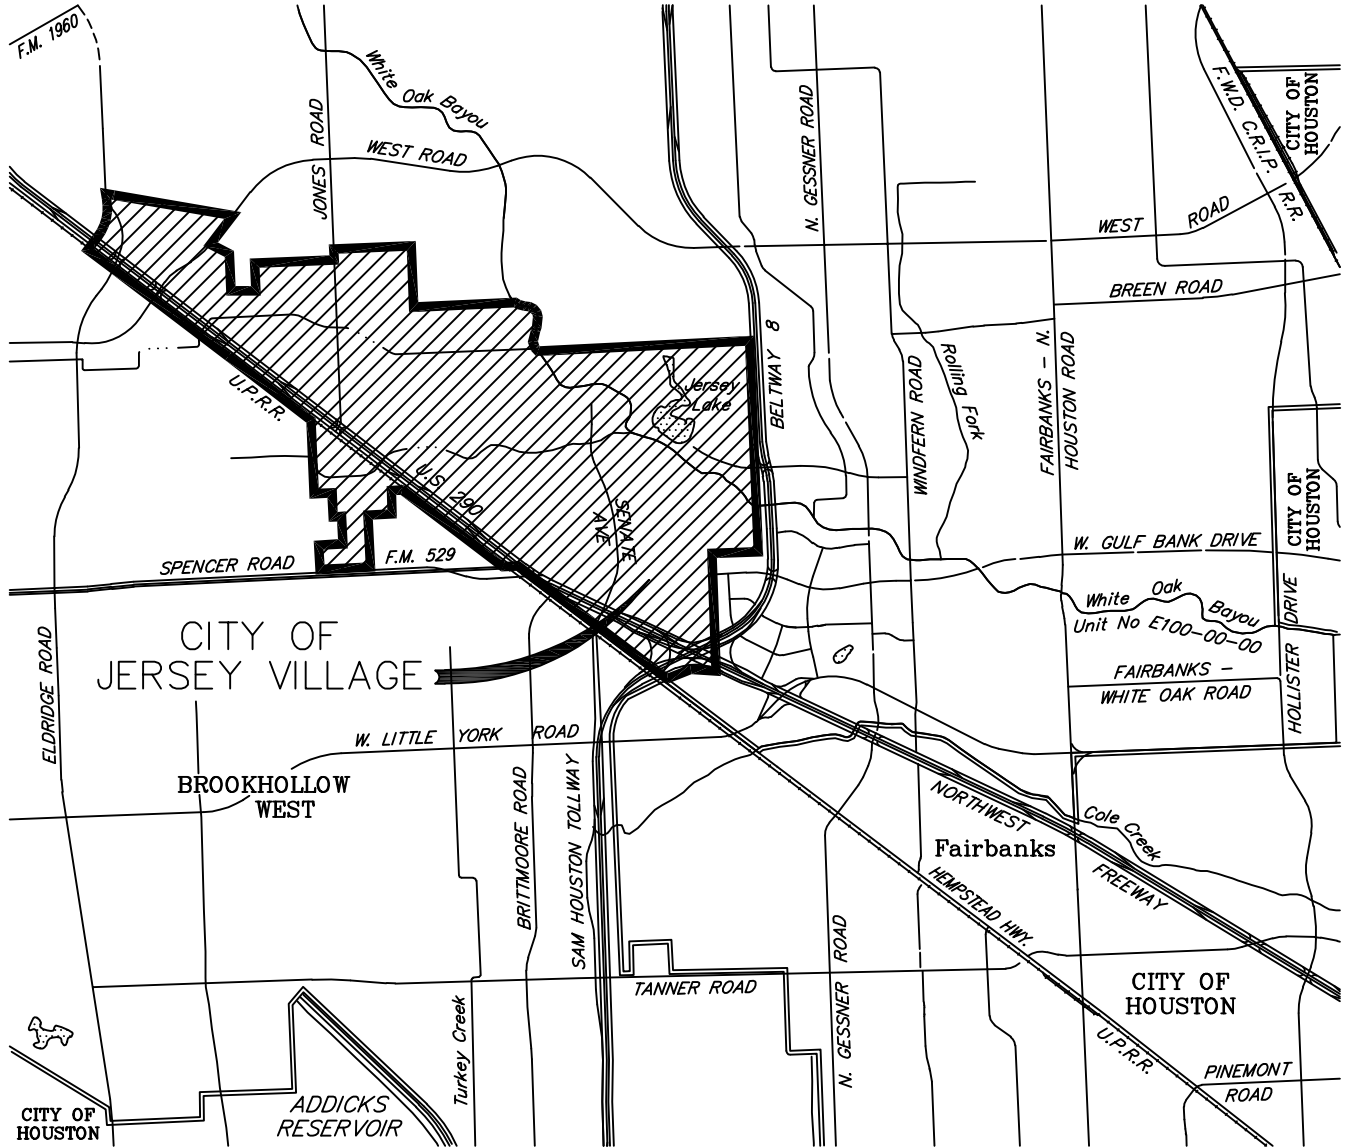 F.M. 1960
White
Oak Bayou
JONES ROAD
WEST ROAD
N. GESSNER ROAD
F.W.D. C.R.I.P. R.R.
CITY OF
HOUSTON
WEST ROAD
BREEN ROAD
BELTWAY 8
FAIRBANKS - N.
HOUSTON ROAD
WINDFERN ROAD
Rolling Fork
Jersey
Lake
U.P.R.R.
U.S. 290
SENATE
AVE
CITY OF
HOUSTON
SPENCER ROAD
F.M. 529
W. GULF BANK DRIVE
White Oak Bayou
Unit No E100-00-00
HOLLISTER DRIVE
FAIRBANKS -
WHITE OAK ROAD
CITY OF
JERSEY VILLAGE
ELDRIDGE ROAD
W. LITTLE YORK ROAD
BROOKHOLLOW
WEST
BRITTMOORE ROAD
SAM HOUSTON TOLLWAY
NORTHWEST
FREEWAY
Cole Creek
Fairbanks
HEMPSTEAD HWY.
N. GESSNER ROAD
TANNER ROAD
CITY OF
HOUSTON
U.P.R.R.
PINEMONT
ROAD
Turkey Creek
ADDICKS
RESERVOIR
CITY OF
HOUSTON